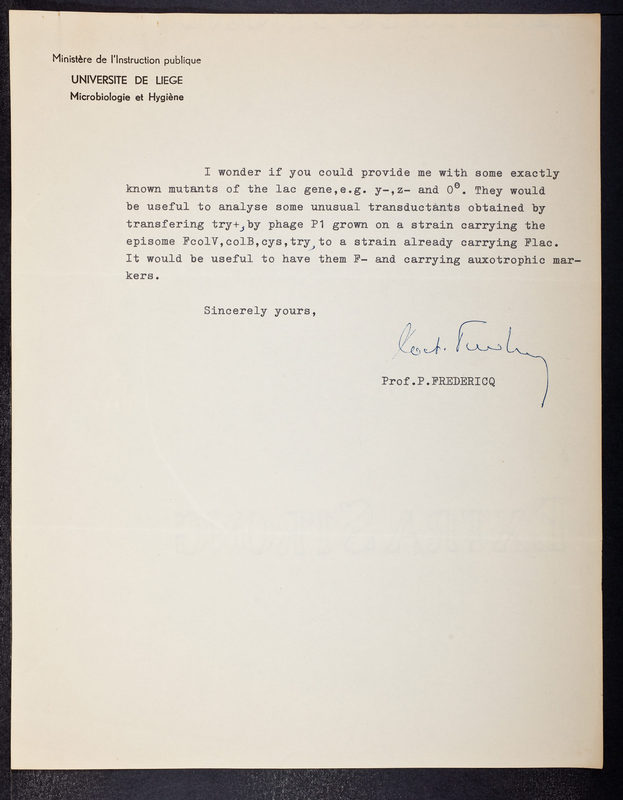 Ministère de l'Instruction publique
UNIVERSITE DE LIEGE
Microbiologie et Hygiène
I wonder if you could provide me with some exactly
known mutants of the lac gene,e.g. y-,z- and 0°. They would
be useful to analyse some unusual transductants obtained by
transfering try+,by phage P1 grown on a strain carrying the
episome FcolV,colB,cys,try,to a strain already carrying Flac.
It would be useful to have them F- and carrying auxotrophic mar-
kers.
Sincerely yours,
Prof.P.FREDERICQ
EXTRA STRONG